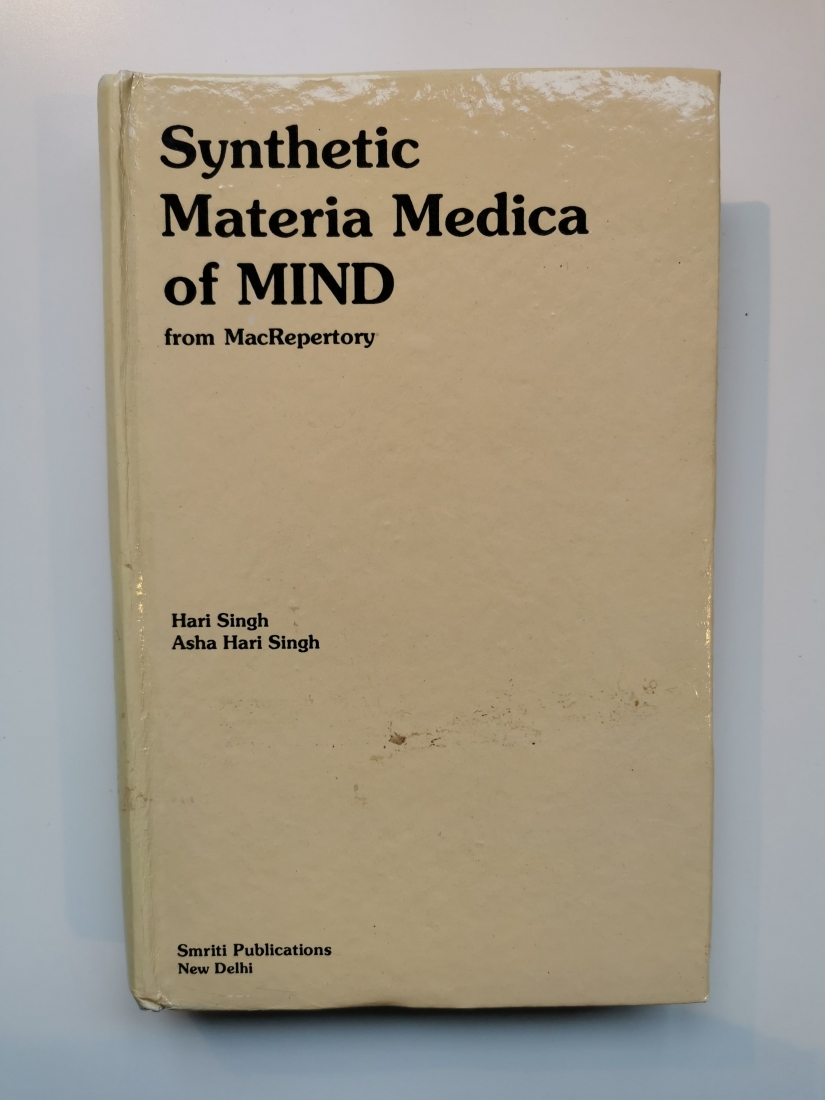 Synthetic
Materia Medica
of MIND
from MacRepertory
Hari Singh
Asha Hari Singh
Smriti Publications
New Delhi